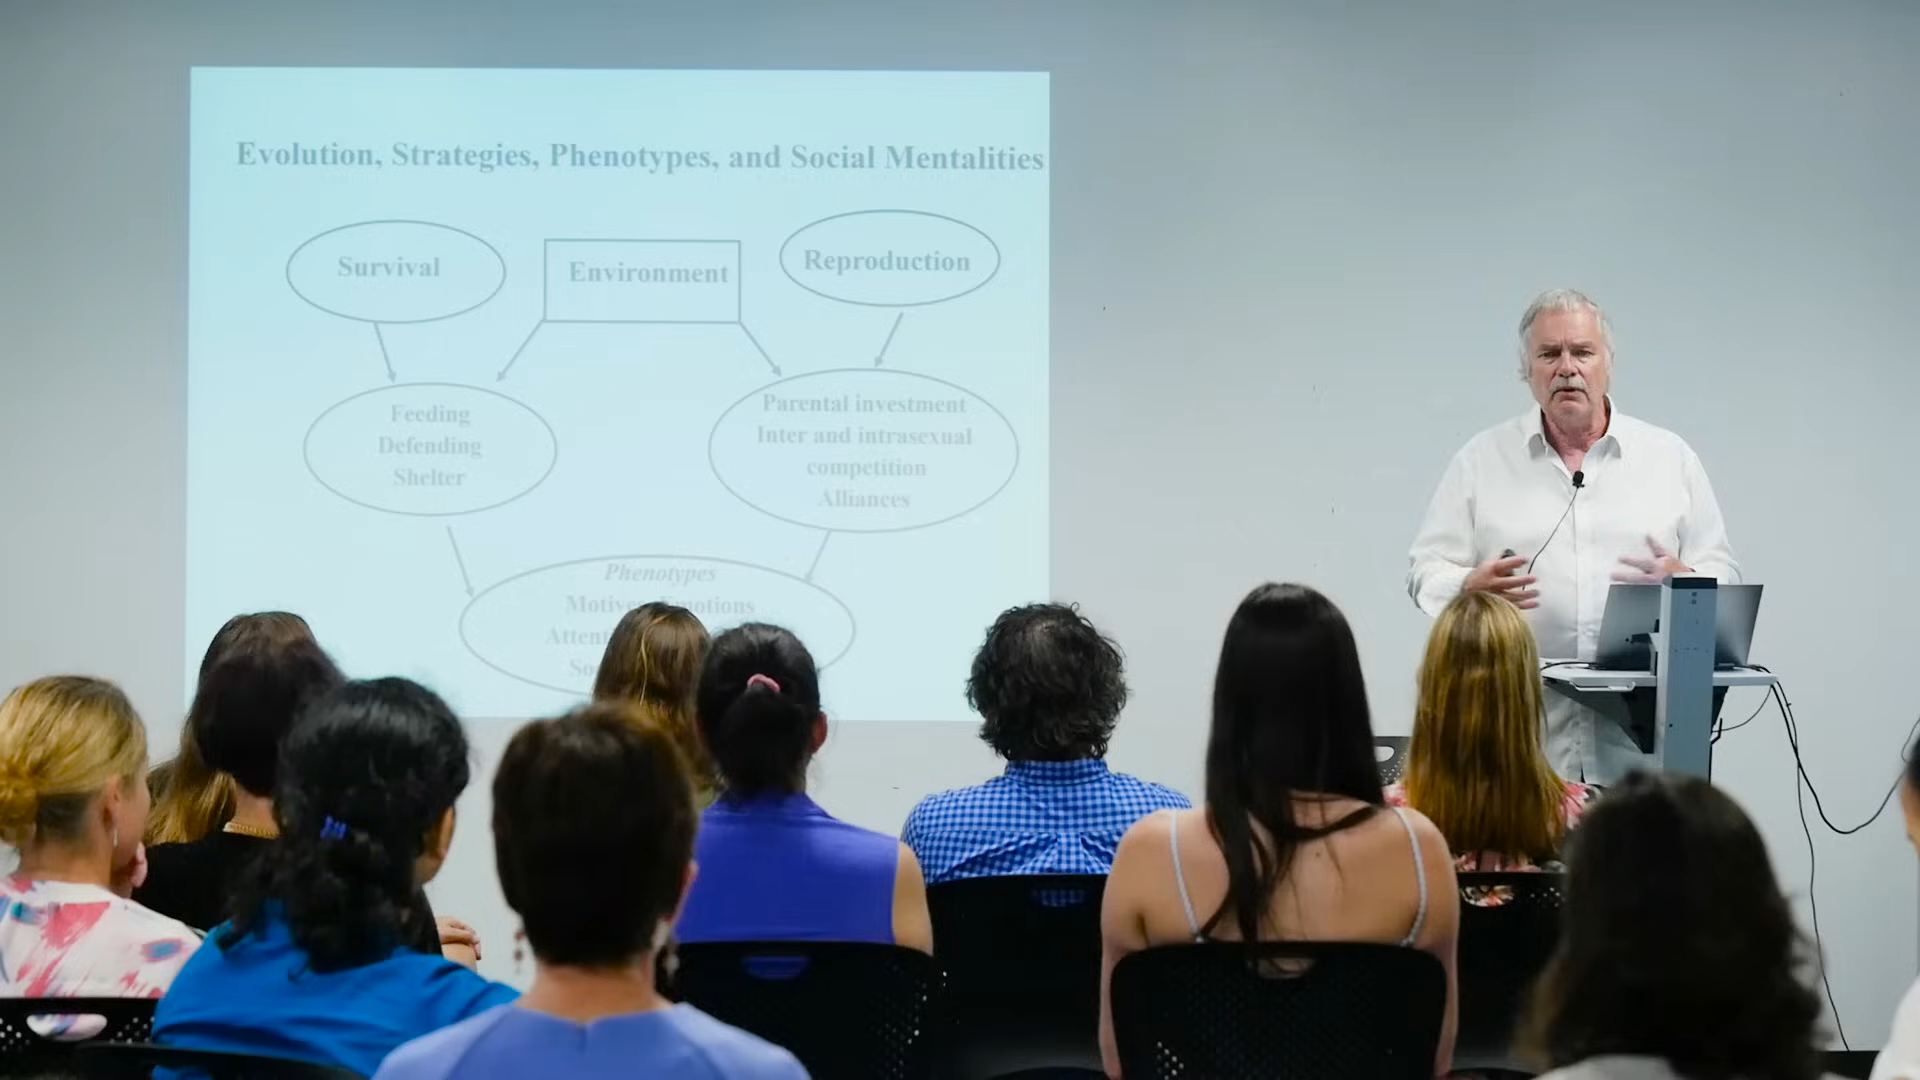 Evolution, Strategies, Phenotypes, and Social Mentalities
Survival
Environment
Reproduction
Feeding
Defending
Shelter
Parental investment
Inter and intrasexual
competition
Alliances
Phenotypes
Emotions